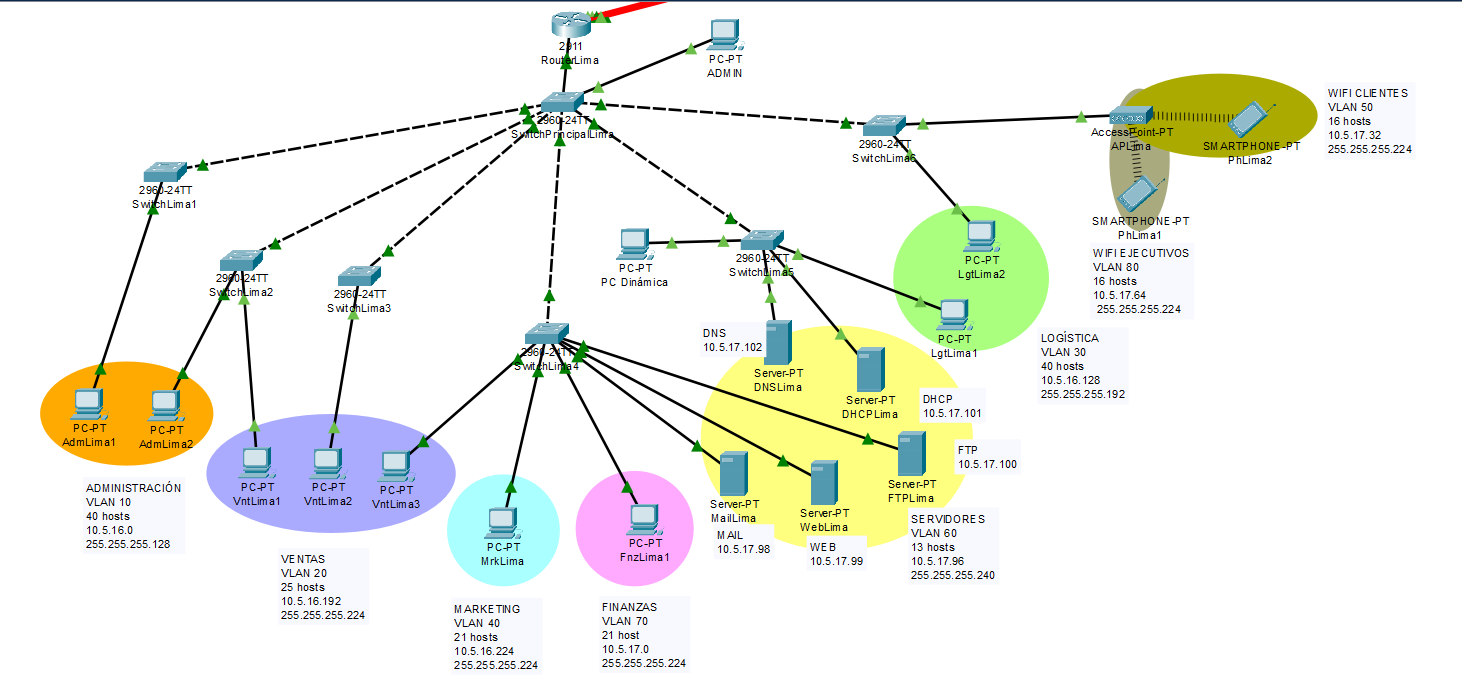 2911
RouterLima
PC-PT
ADMIN
2960-24TT
SwitchPrincipalLima
2960-24TT
SwitchLima6
AccessPoint-PT
APLima
SMARTPHONE-PT
PhLima2
WIFI CLIENTES
VLAN 50
16 hosts
10.5.17.32
255.255.255.224
SMARTPHONE-PT
PhLima1
WIFI EJECUTIVOS
VLAN 80
16 hosts
10.5.17.64
255.255.255.224
2960-24TT
SwitchLima1
2960-24TT
SwitchLima2
2960-24TT
SwitchLima3
PC-PT
PC Dinámica
2960-24TT
SwitchLima5
PC-PT
LgtLima2
PC-PT
LgtLima1
LOGÍSTICA
VLAN 30
40 hosts
10.5.16.128
255.255.255.192
2960-24TT
SwitchLima4
DNS
10.5.17.102
Server-PT
DNSLima
Server-PT
DHCPLima
DHCP
10.5.17.101
PC-PT
AdmLima1
PC-PT
AdmLima2
ADMINISTRACIÓN
VLAN 10
40 hosts
10.5.16.0
255.255.255.128
PC-PT
VntLima1
PC-PT
VntLima2
PC-PT
VntLima3
VENTAS
VLAN 20
25 hosts
10.5.16.192
255.255.255.224
PC-PT
MrkLima
MARKETING
VLAN 40
21 hosts
10.5.16.224
255.255.255.224
PC-PT
FnzLima1
FINANZAS
VLAN 70
21 host
10.5.17.0
255.255.255.224
Server-PT
MailLima
MAIL
10.5.17.98
Server-PT
WebLima
WEB
10.5.17.99
Server-PT
FTPLima
FTP
10.5.17.100
SERVIDORES
VLAN 60
13 hosts
10.5.17.96
255.255.255.240